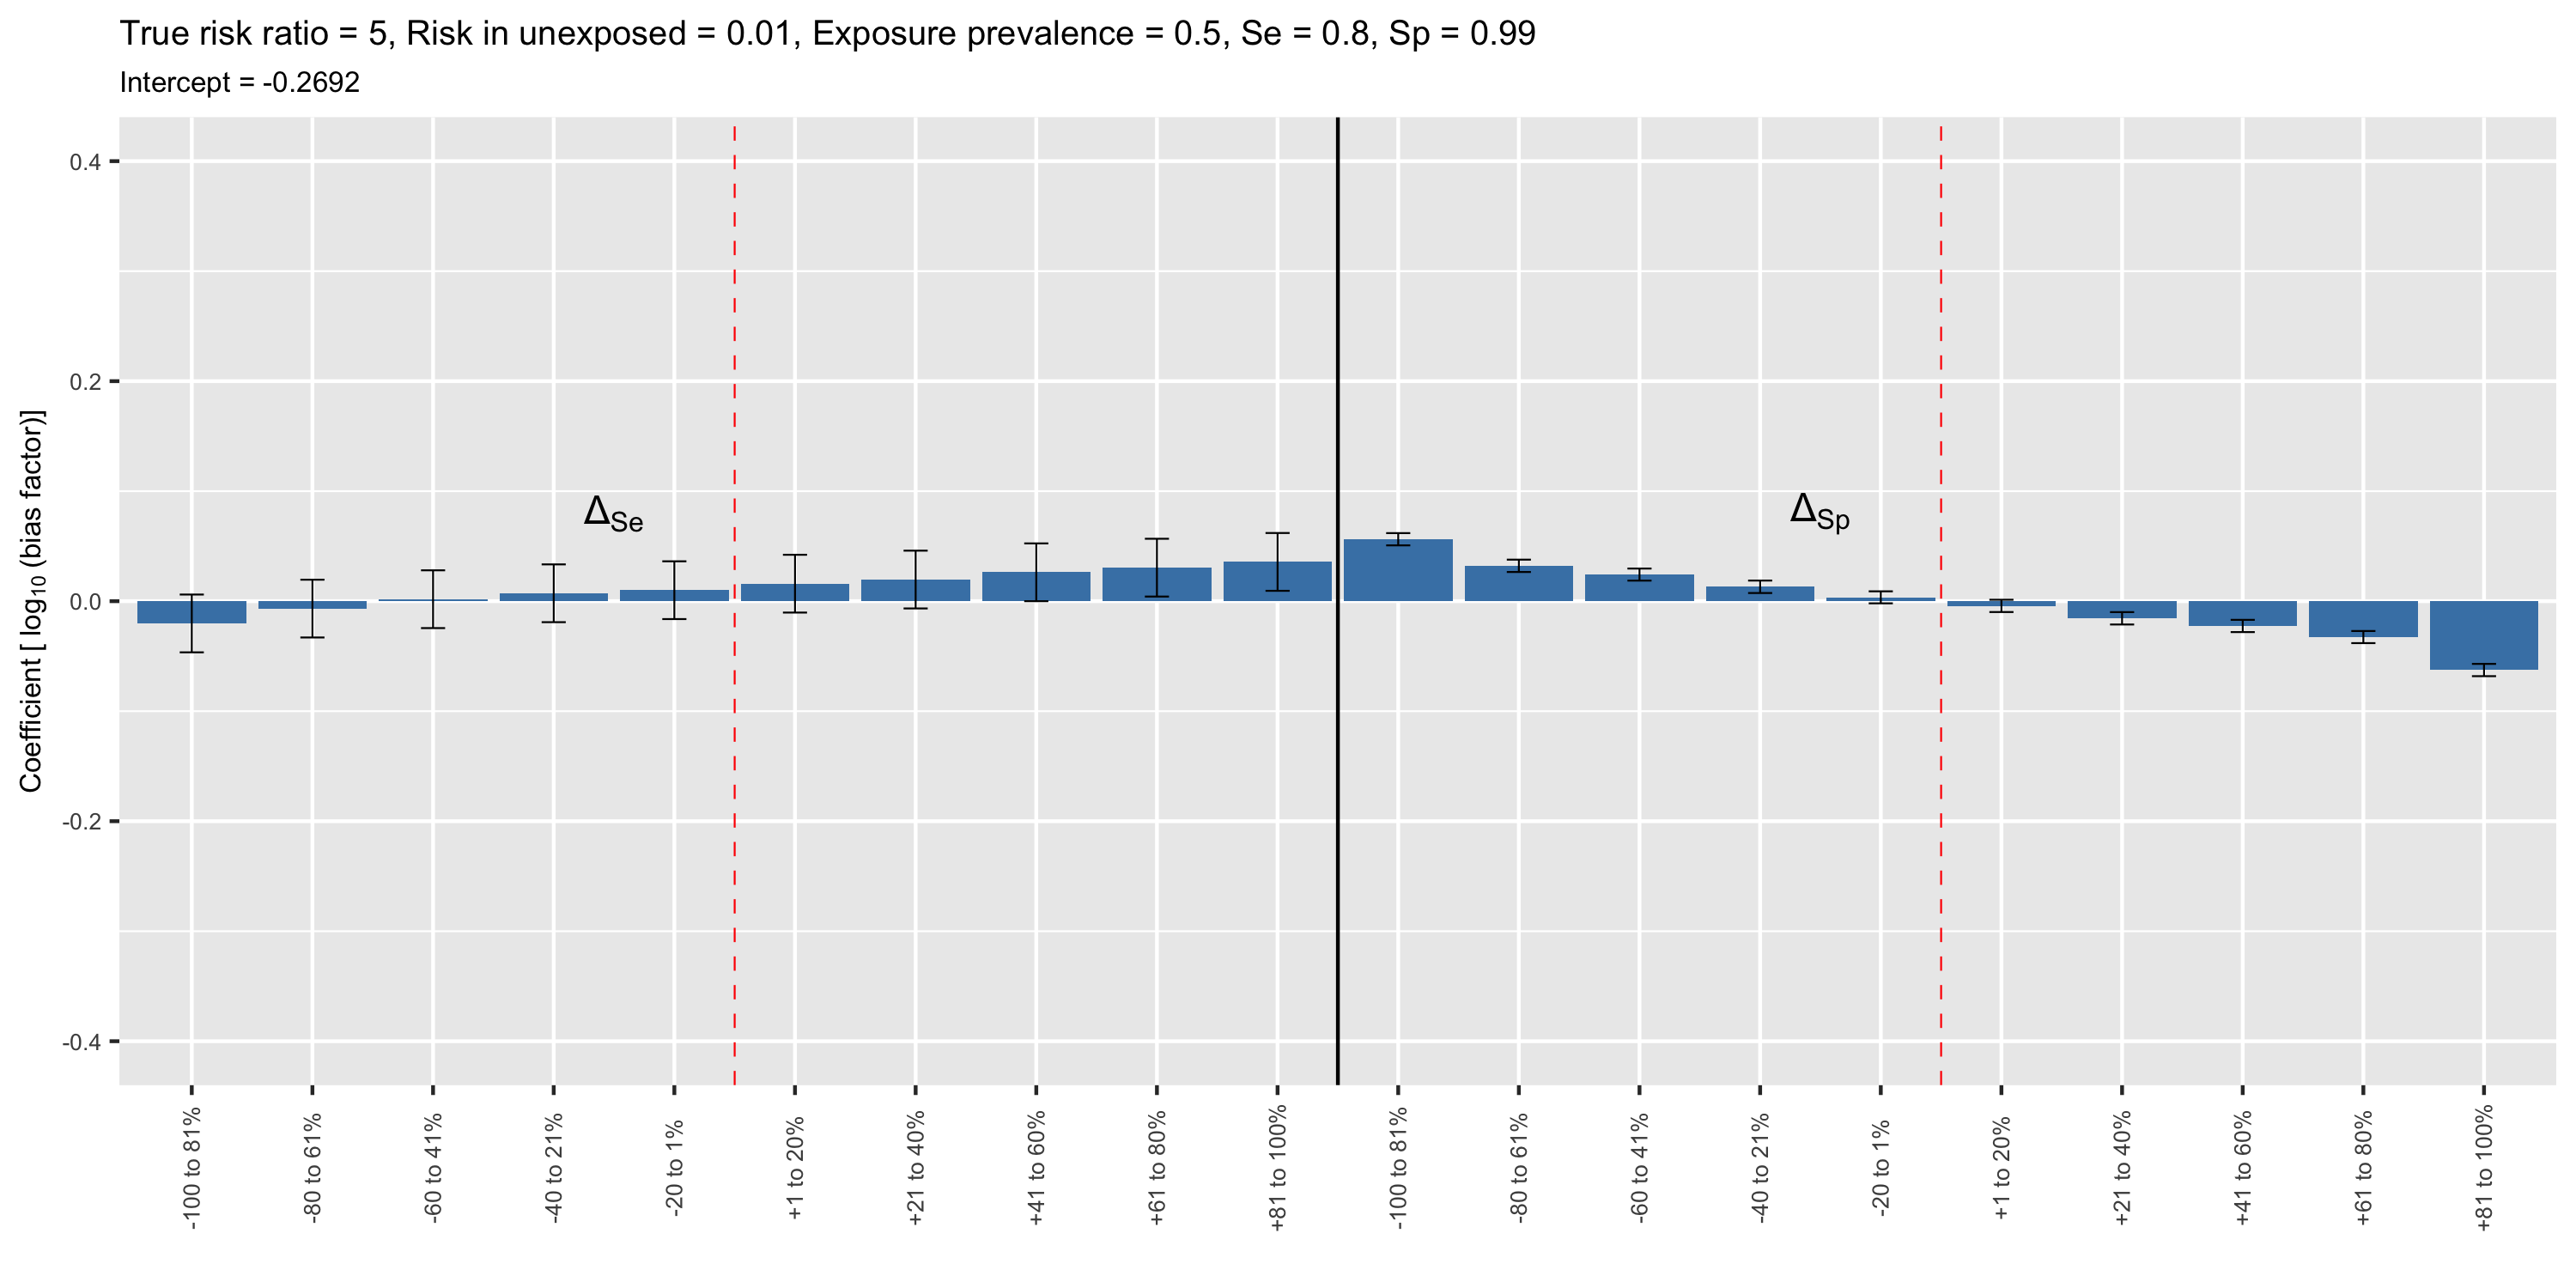 True risk ratio = 5, Risk in unexposed = 0.01, Exposure prevalence = 0.5, Se = 0.8, Sp = 0.99
Intercept = -0.2692
Coefficient [ log10 (bias factor)]
0.4
0.2
0.0
-0.2
-0.4
ΔSe
ΔSp
-100 to 81%
-80 to 61%
-60 to 41%
-40 to 21%
-20 to 1%
+1 to 20%
+21 to 40%
+41 to 60%
+61 to 80%
+81 to 100%
-100 to 81%
-80 to 61%
-60 to 41%
-40 to 21%
-20 to 1%
+1 to 20%
+21 to 40%
+41 to 60%
+61 to 80%
+81 to 100%